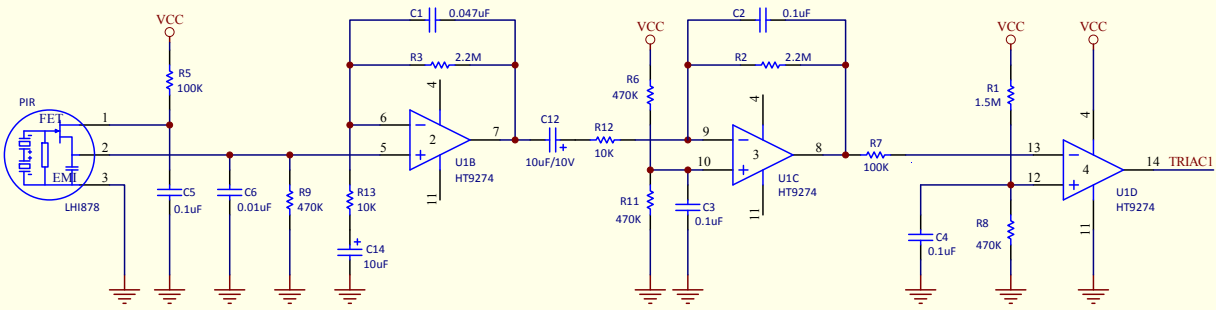 C1 0.047uF
C2 0.1uF
VCC
VCC
VCC
VCC
R5
100K
R3 2.2M
R2 2.2M
R6
470K
R1
1.5M
PIR
FET
EMI
LHI878
1
2
3
4
6
5
2
7
11
U1B
HT9274
C12
10uF/10V
R12
10K
4
9
10
3
8
11
U1C
HT9274
R7
100K
4
13
12
4
14 TRIAC1
11
U1D
HT9274
C5
0.1uF
C6
0.01uF
R9
470K
R13
10K
C14
10uF
R11
470K
C3
0.1uF
C4
0.1uF
R8
470K